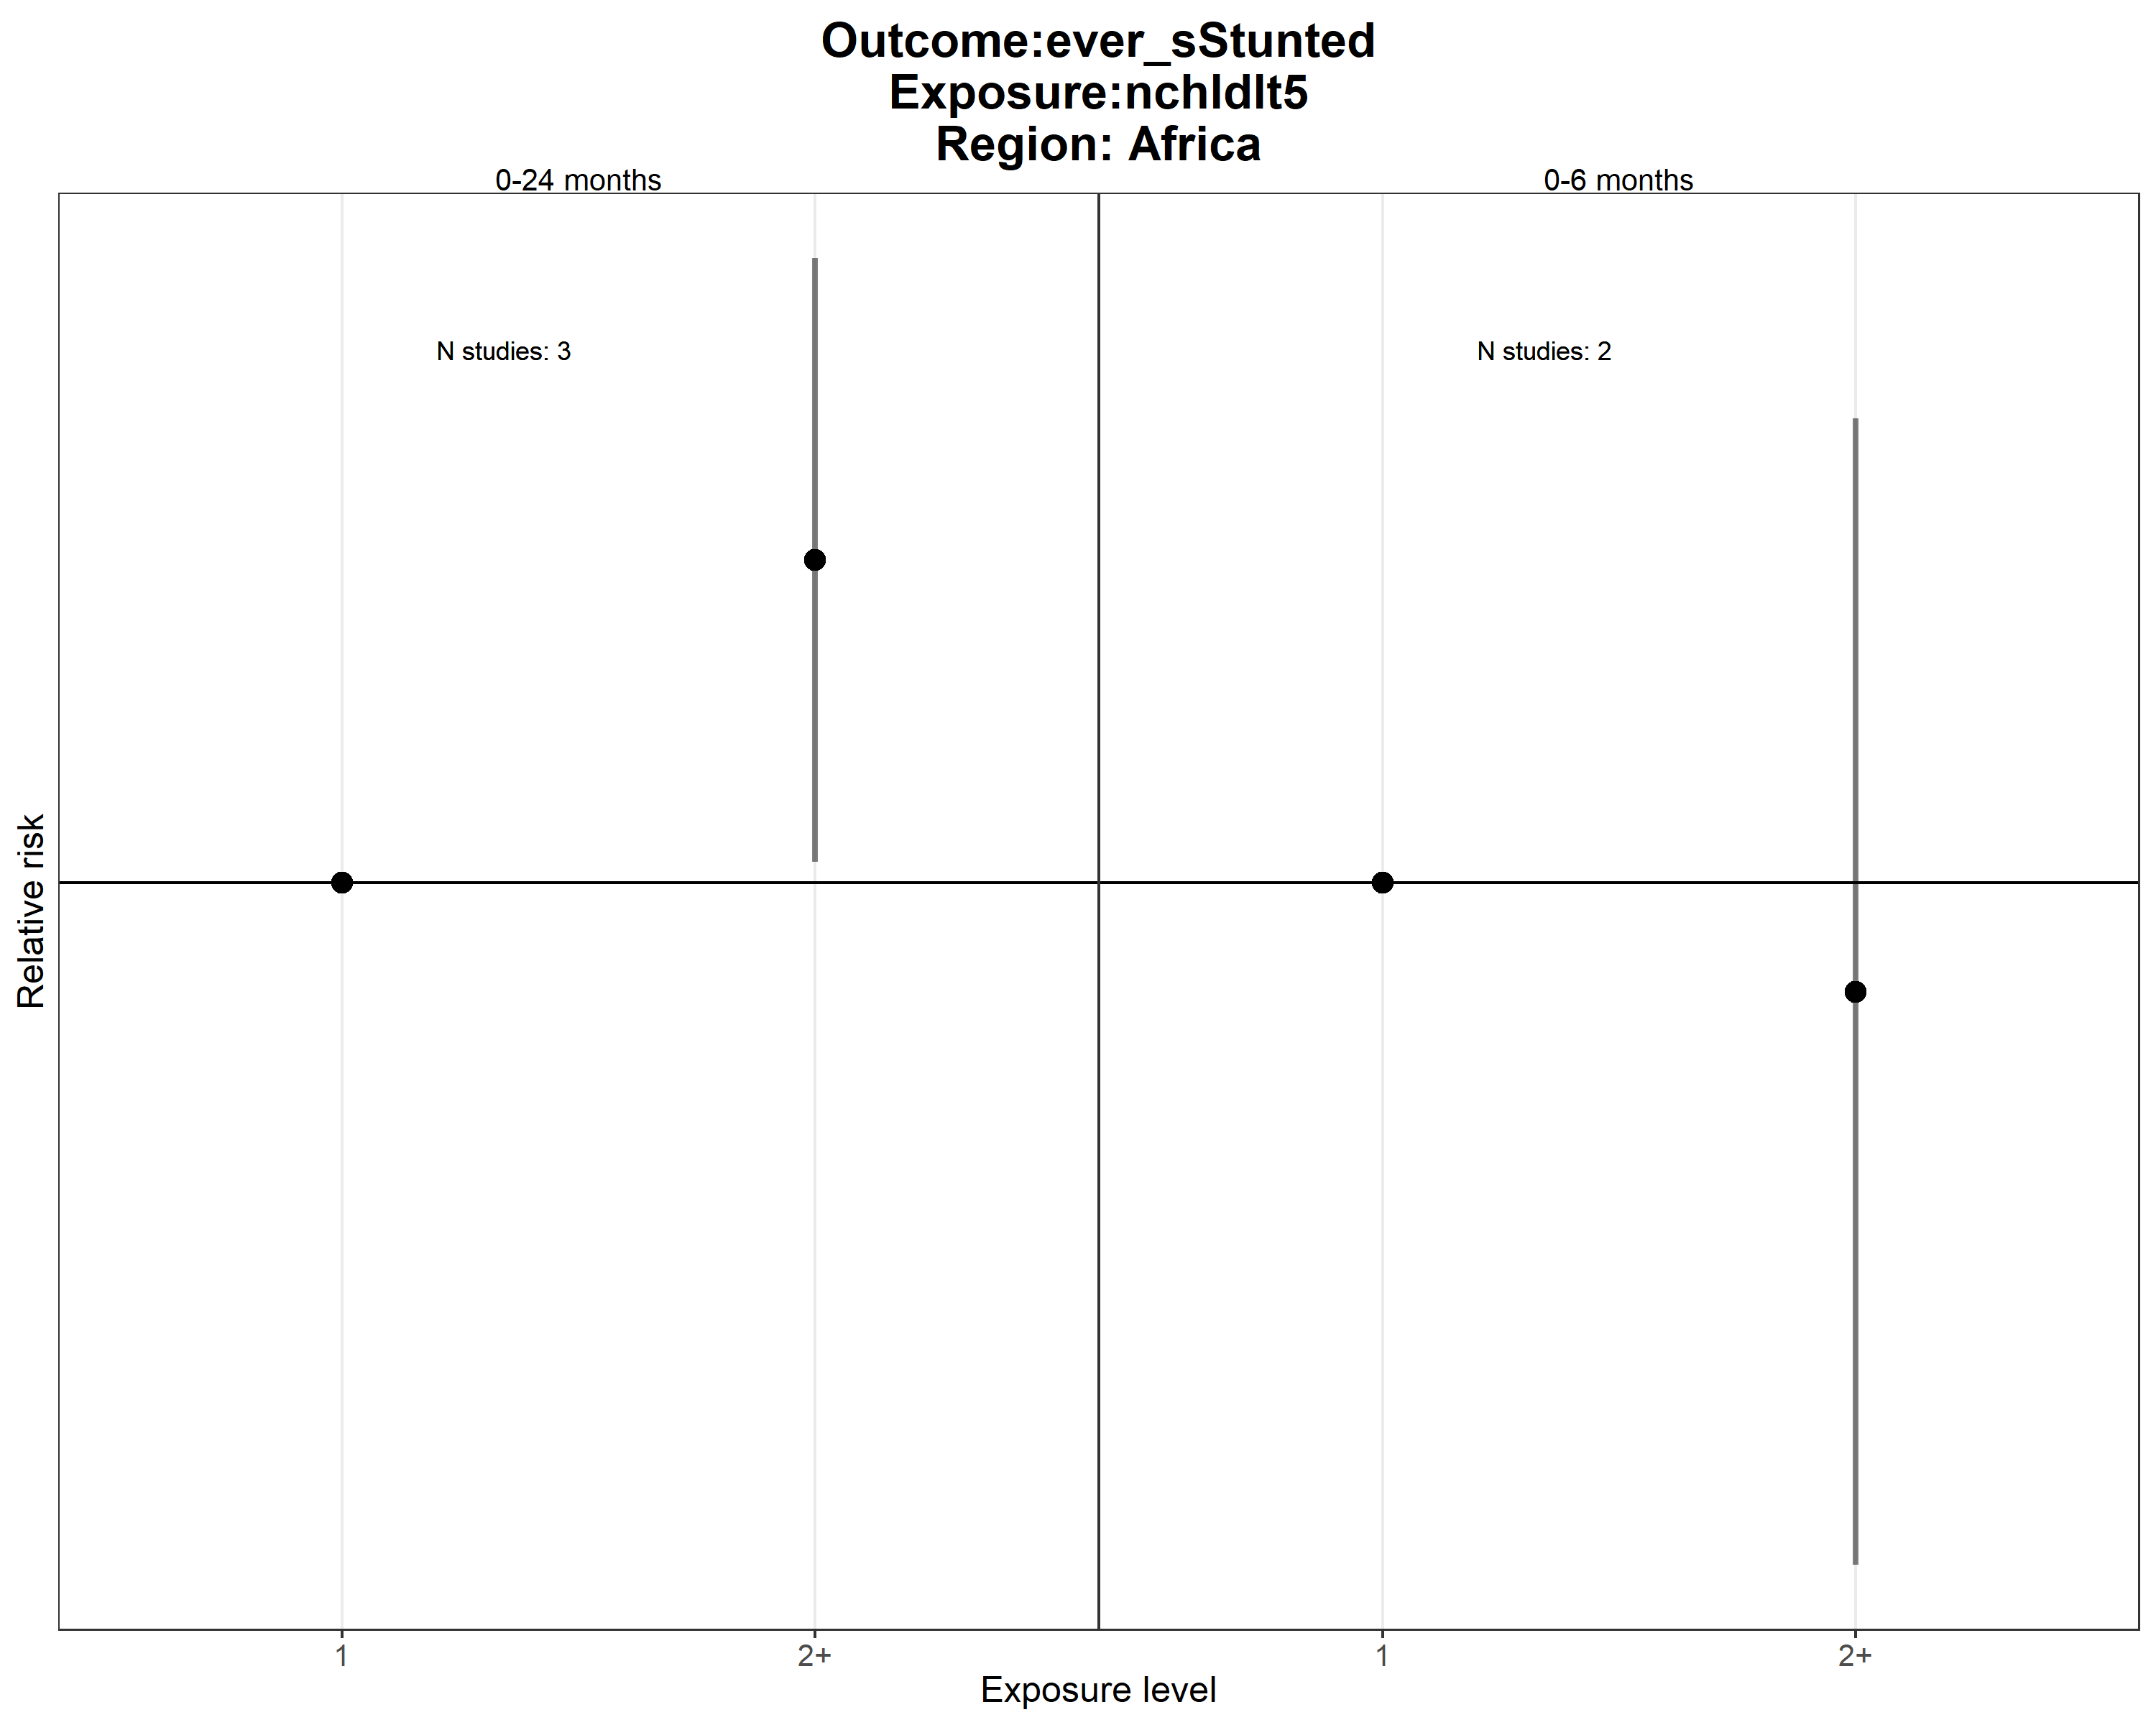 Outcome:ever_sStunted
Exposure:nchldlt5
Region: Africa
0-24 months
0-6 months
N studies: 3
N studies: 2
Relative risk
1
2+
1
2+
Exposure level